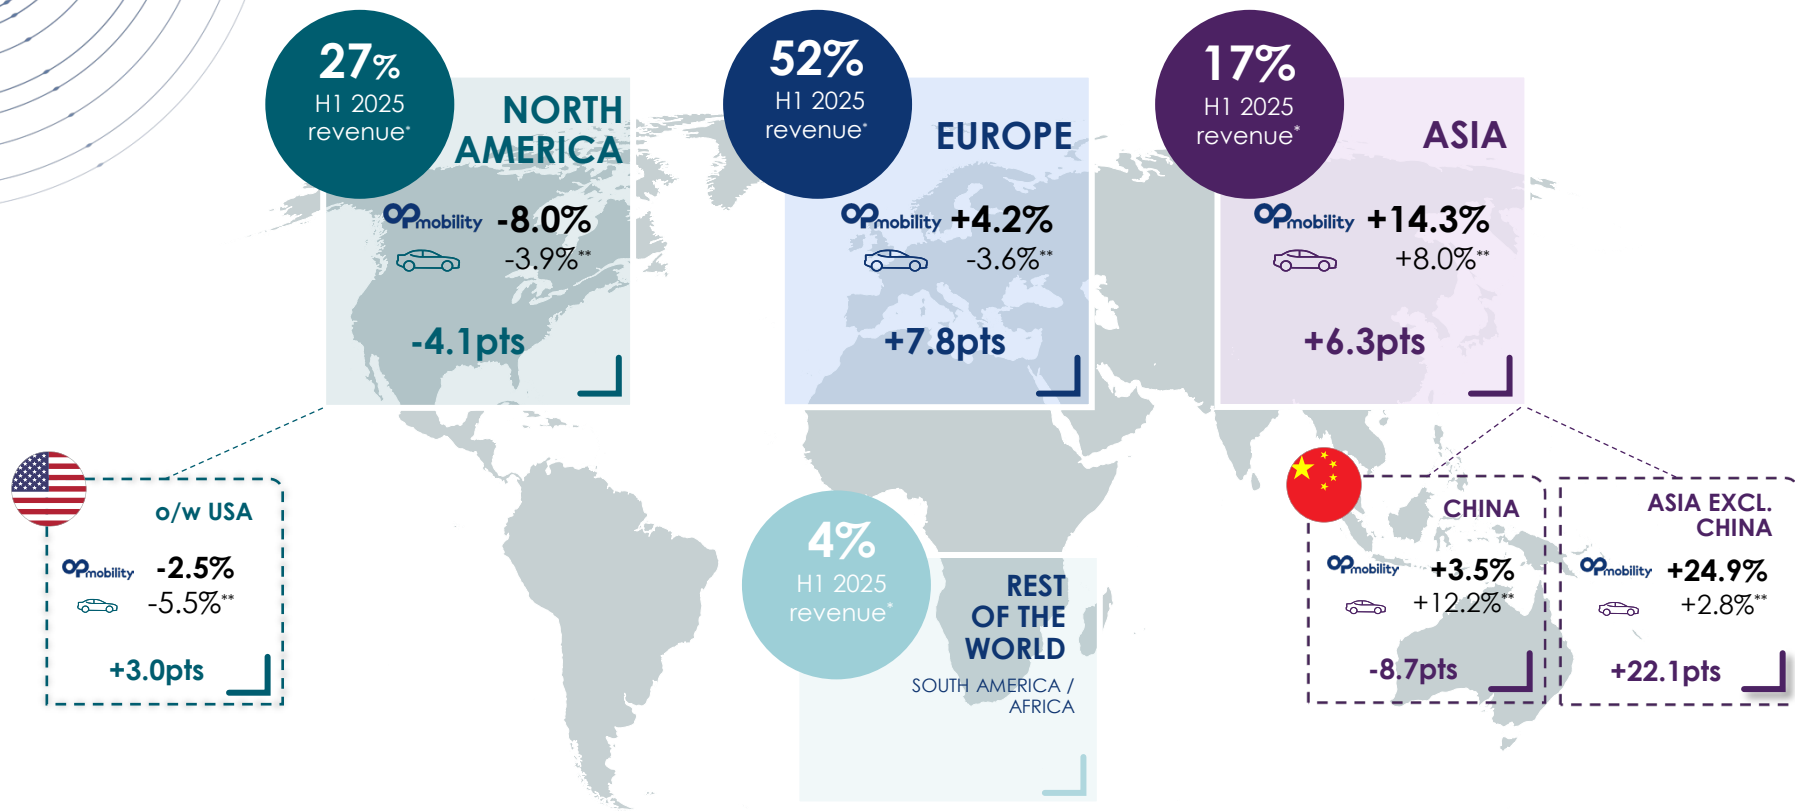 27%
H1 2025
revenue*
NORTH
AMERICA
OPmobility -8.0%
-3.9%**
-4.1pts
52%
H1 2025
revenue*
EUROPE
OPmobility +4.2%
-3.6%**
+7.8pts
17%
H1 2025
revenue*
ASIA
OPmobility +14.3%
+8.0%**
+6.3pts
o/w USA
OPmobility -2.5%
-5.5%**
+3.0pts
4%
H1 2025
revenue*
REST
OF THE
WORLD
SOUTH AMERICA /
AFRICA
CHINA
OPmobility +3.5%
+12.2%**
-8.7pts
ASIA EXCL.
CHINA
OPmobility +24.9%
+2.8%**
+22.1pts